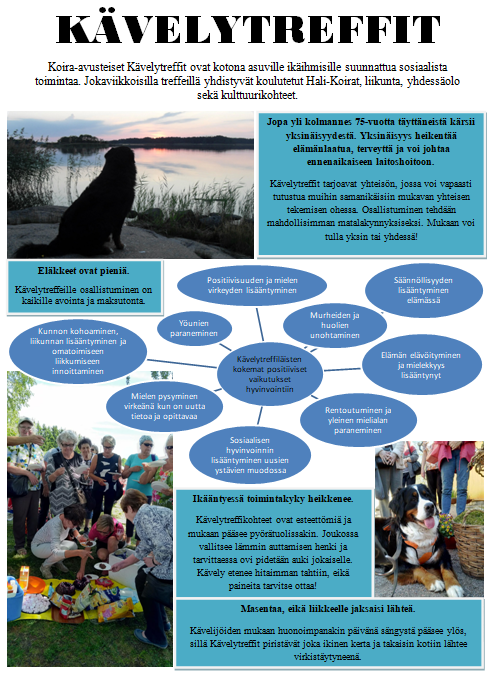 KÄVELYTREFFIT
Koira-avusteiset Kävelytreffit ovat kotona asuville ikäihmisille suunnattua sosiaalista
toimintaa. Jokaviikkoisilla treffeillä yhdistyvät koulutetut Hali-Koirat, liikunta, yhdessäolo
sekä kulttuurikohteet.
Jopa yli kolmannes 75-vuotta täyttäneistä kärsii
yksinäisyydestä. Yksinäisyys heikentää
elämänlaatua, terveyttä ja voi johtaa
ennenaikaiseen laitoshoitoon.
Kävelytreffit tarjoavat yhteisön, jossa voi vapaasti
tutustua muihin samanikäisiin mukavan yhteisen
tekemisen ohessa. Osallistuminen tehdään
mahdollisimman matalakynnyksiseksi. Mukaan voi
tulla yksin tai yhdessä!
Eläkkeet ovat pieniä.
Kävelytreffeille osallistuminen on
kaikille avointa ja maksutonta.
Positiivisuuden ja mielen
virkeyden lisääntyminen
Säännöllisyyden
lisääntyminen
elämässä
Yöunien
paraneminen
Murheiden ja
huolien
unohtaminen
Kunnon kohoaminen,
liikunnan lisääntyminen ja
omatoimiseen
liikkumiseen
innoittaminen
Kävelytreffiläisten
kokemat positiiviset
vaikutukset
hyvinvointiin
Elämän elävöityminen
ja mielekkyys
lisääntynyt
Mielen pysyminen
virkeänä kun on uutta
tietoa ja opittavaa
Rentoutuminen ja
yleinen mielialan
paraneminen
Sosiaalisen
hyvinvoinnin
lisääntyminen uusien
ystävien muodossa
Ikääntyessä toimintakyky heikkenee.
Kävelytreffikohteet ovat esteettömiä ja
mukaan pääsee pyörätuolissakin. Joukossa
vallitsee lämmin auttamisen henki ja
tarvittaessa ovi pidetään auki jokaiselle.
Kävely etenee hitaimman tahtiin, eikä
paineita tarvitse ottaa!
Masentaa, eikä liikkeelle jaksaisi lähteä.
Kävelijöiden mukaan huonoimpanakin päivänä sängystä pääsee ylös,
sillä Kävelytreffit piristävät joka ikinen kerta ja takaisin kotiin lähtee
virkistäytyneenä.